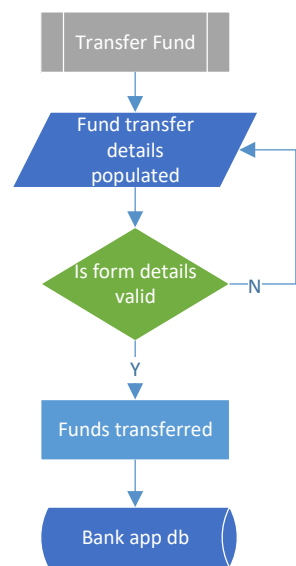 Transfer Fund
Fund transfer
details
populated
Is form details
valid
N
Y
Funds transferred
Bank app db